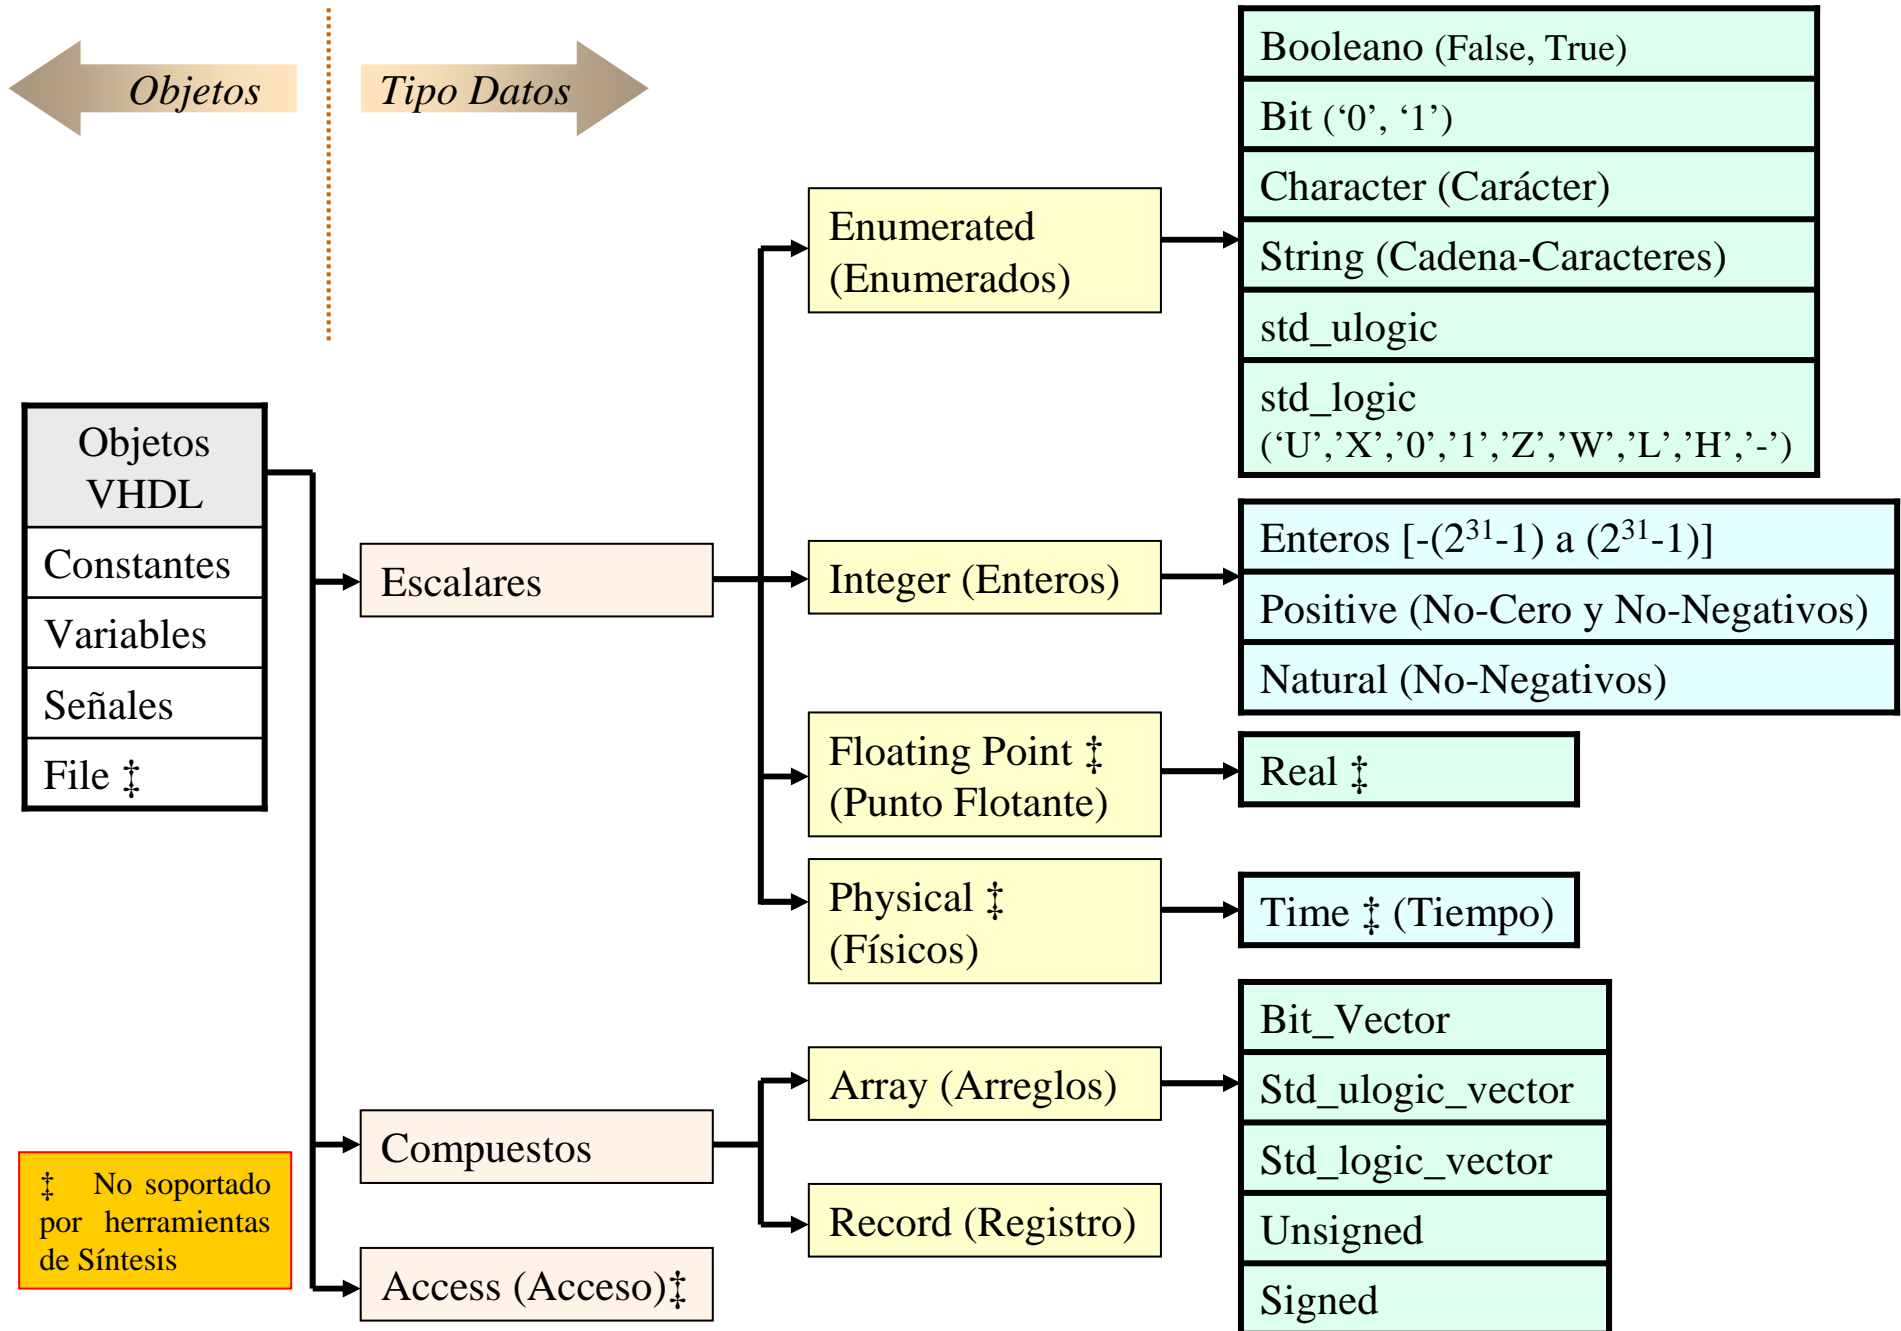 Objetos
Tipo Datos
Objetos
VHDL
Constantes
Variables
Señales
File ‡
‡ No soportado
por herramientas
de Síntesis
Escalares
Compuestos
Access (Acceso)‡
Enumerated
(Enumerados)
Integer (Enteros)
Floating Point ‡
(Punto Flotante)
Physical ‡
(Físicos)
Array (Arreglos)
Record (Registro)
Booleano (False, True)
Bit (‘0’, ‘1’)
Character (Carácter)
String (Cadena-Caracteres)
std_ulogic
std_logic
(‘U’,’X’,’0’,’1’,’Z’,’W’,’L’,’H’,’-’)
Enteros [-(2³¹-1) a (2³¹-1)]
Positive (No-Cero y No-Negativos)
Natural (No-Negativos)
Real ‡
Time ‡ (Tiempo)
Bit_Vector
Std_ulogic_vector
Std_logic_vector
Unsigned
Signed